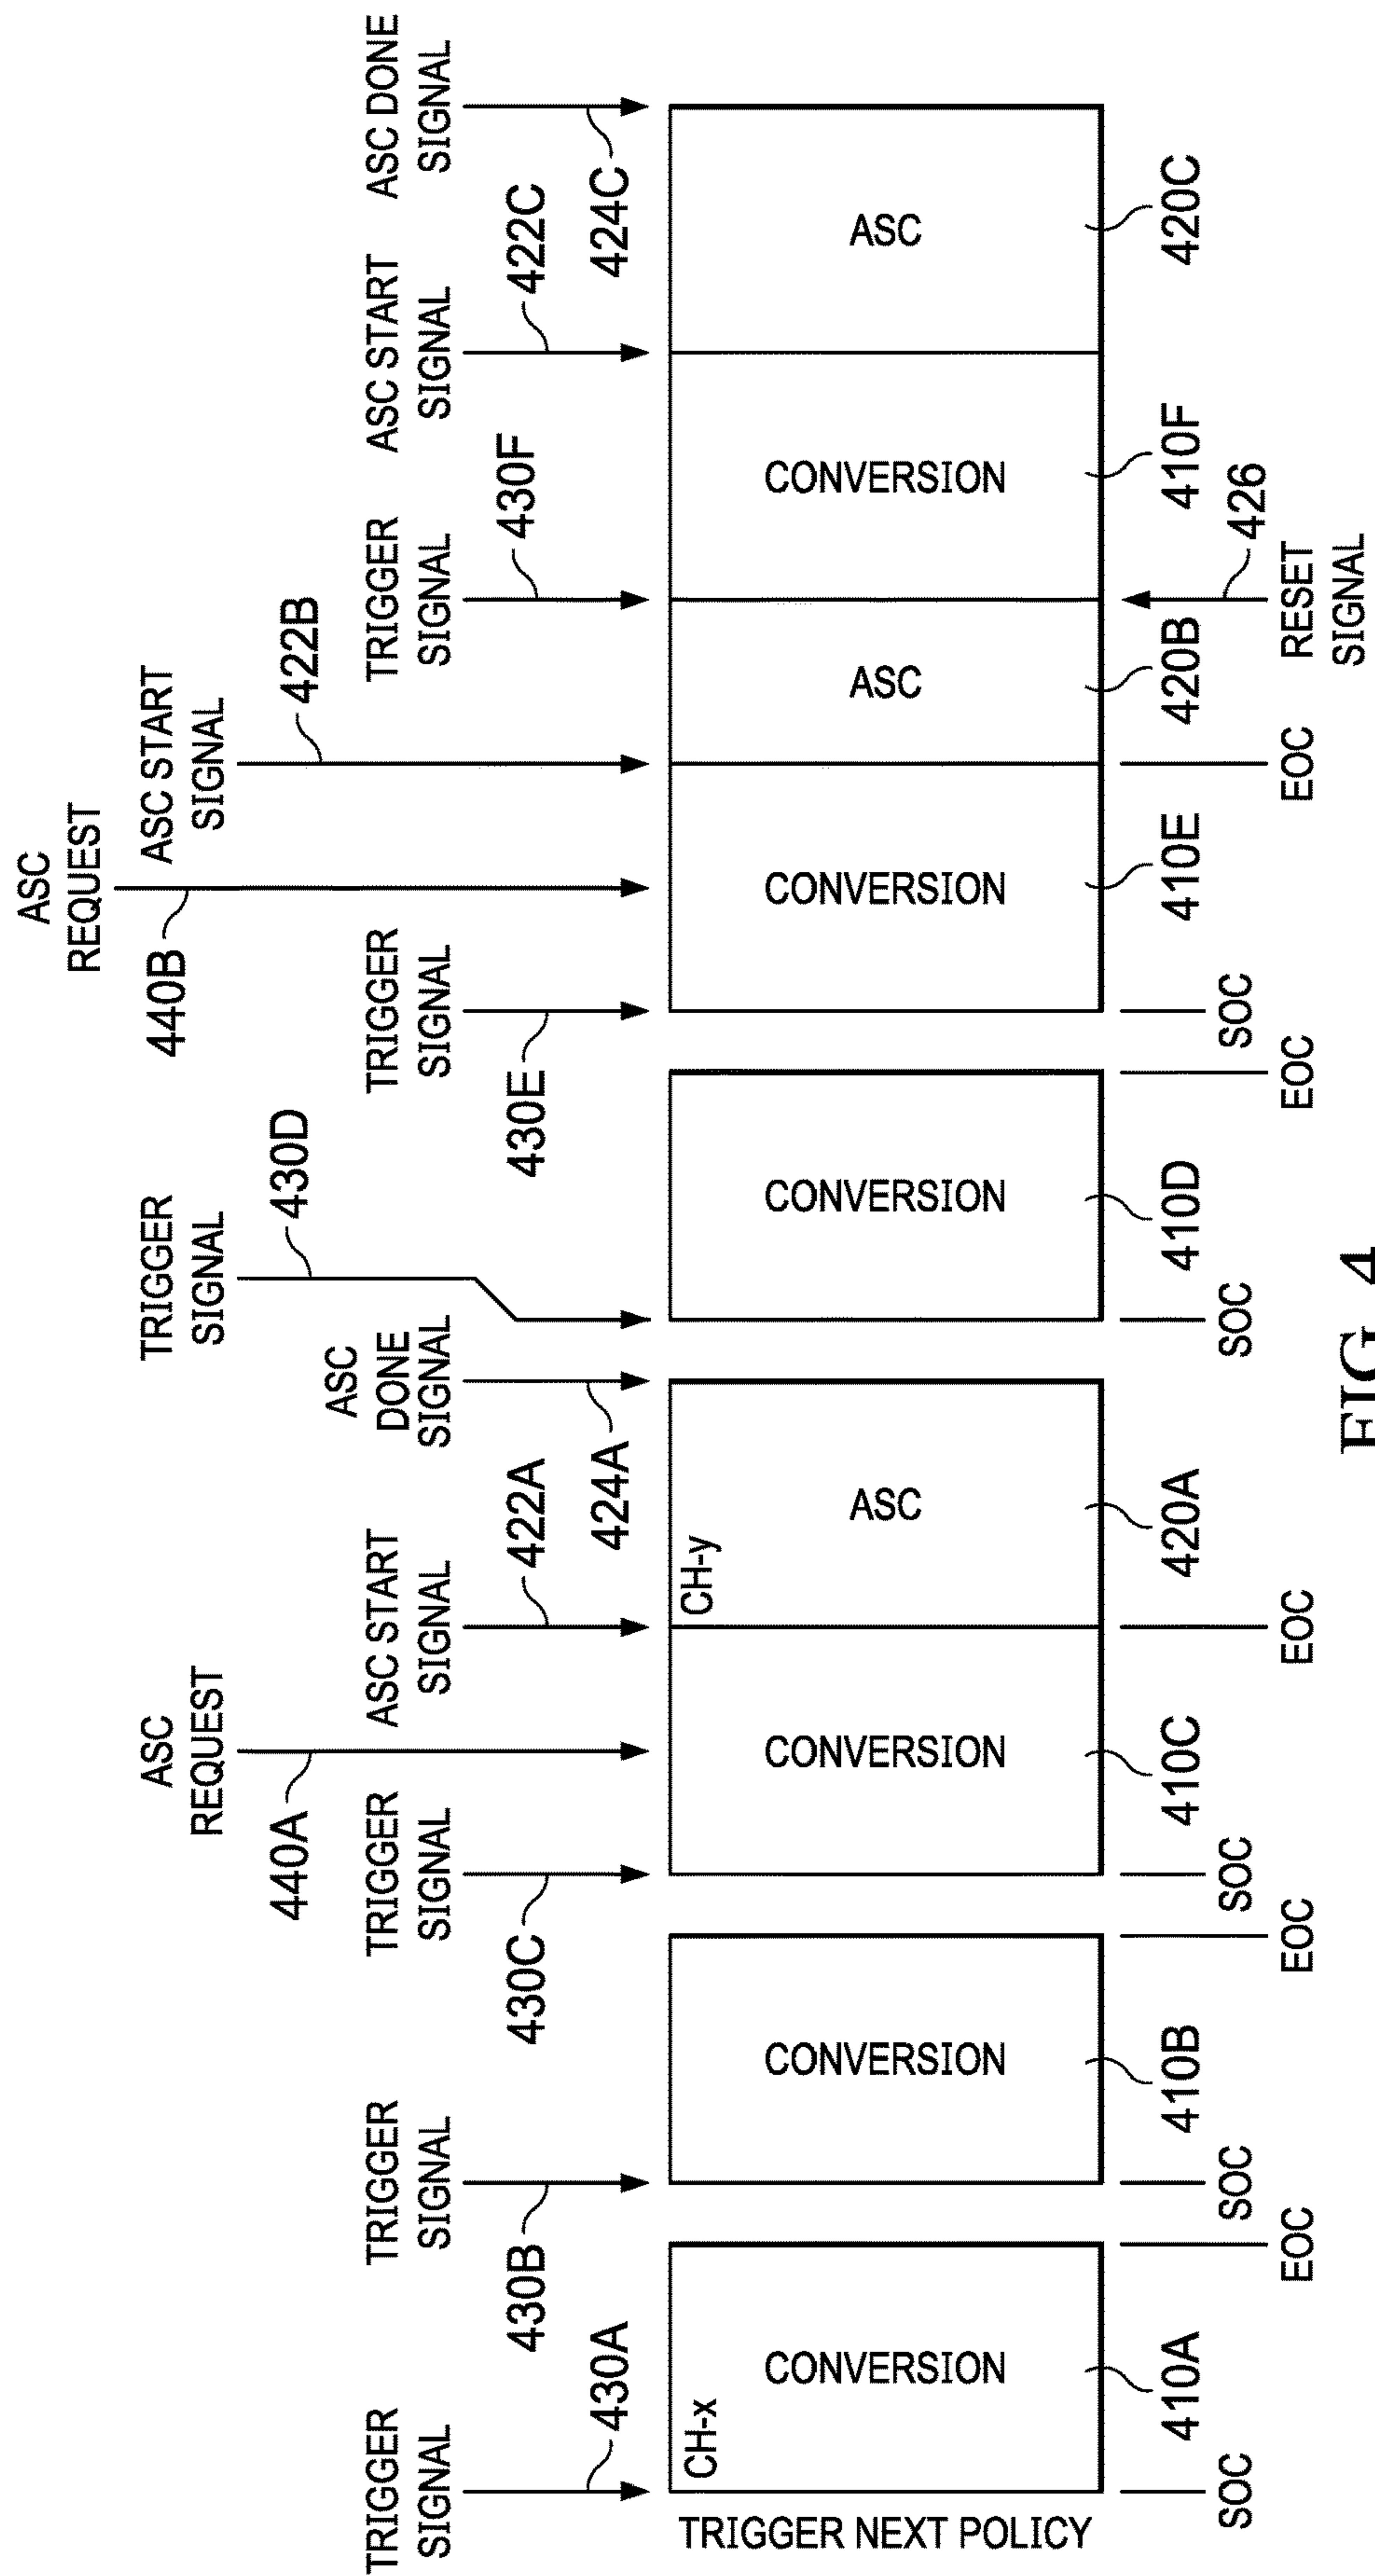 TRIGGER
SIGNAL
430A
TRIGGER
SIGNAL
430B
TRIGGER
SIGNAL
430C
ASC
REQUEST
440A
ASC START
SIGNAL
422A
ASC
DONE
SIGNAL
424A
TRIGGER
SIGNAL
430D
TRIGGER
SIGNAL
430E
ASC
REQUEST
440B
ASC START
SIGNAL
422B
TRIGGER
SIGNAL
430F
ASC START
SIGNAL
422C
ASC DONE
SIGNAL
424C
TRIGGER NEXT POLICY
CH-x
CONVERSION
CONVERSION
CONVERSION
CH-y
ASC
CONVERSION
CONVERSION
ASC
CONVERSION
ASC
410A
410B
410C
420A
410D
410E
420B
410F
420C
SOC
EOC
SOC
EOC
SOC
EOC
SOC
EOC
SOC
EOC
426
RESET
SIGNAL
FIG. 4